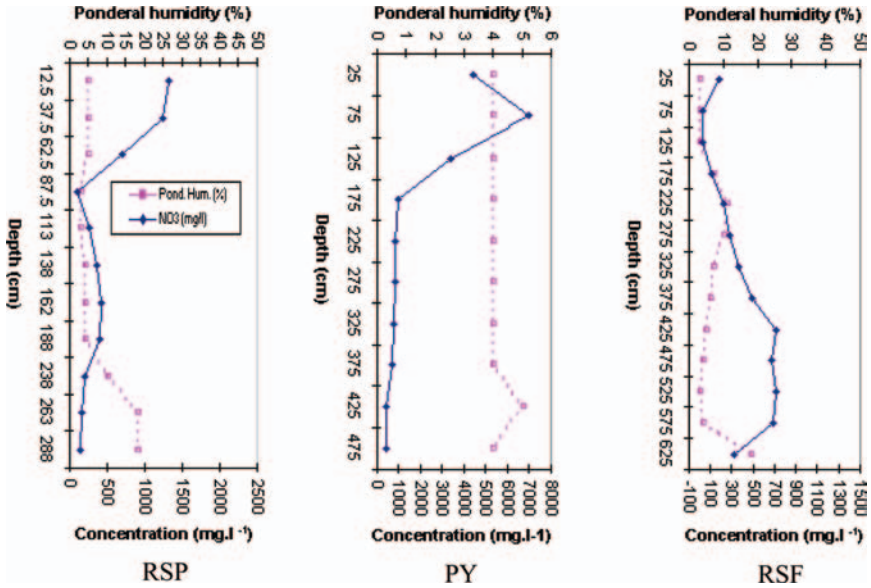 Ponderal humidity (%)
0 5 10 15 20 25 30 35 40 45 50
12.5
37.5
62.5
87.5
113
138
162
188
238
263
288
Depth (cm)
Pond. Hum. (%)
NO3 (mg/l)
0 500 1000 1500 2000 2500
Concentration (mg.l -1)
RSP
Ponderal humidity (%)
0 1 2 3 4 5 6
25
75
125
175
225
275
325
375
425
475
Depth (cm)
0 1000 2000 3000 4000 5000 6000 7000 8000
Concentration (mg.l-1)
PY
Ponderal humidity (%)
0 10 20 30 40 50
25
75
125
175
225
275
325
375
425
475
525
575
625
Depth (cm)
-100 100 300 500 700 900 1100 1300 1500
Concentration (mg.l -1)
RSF